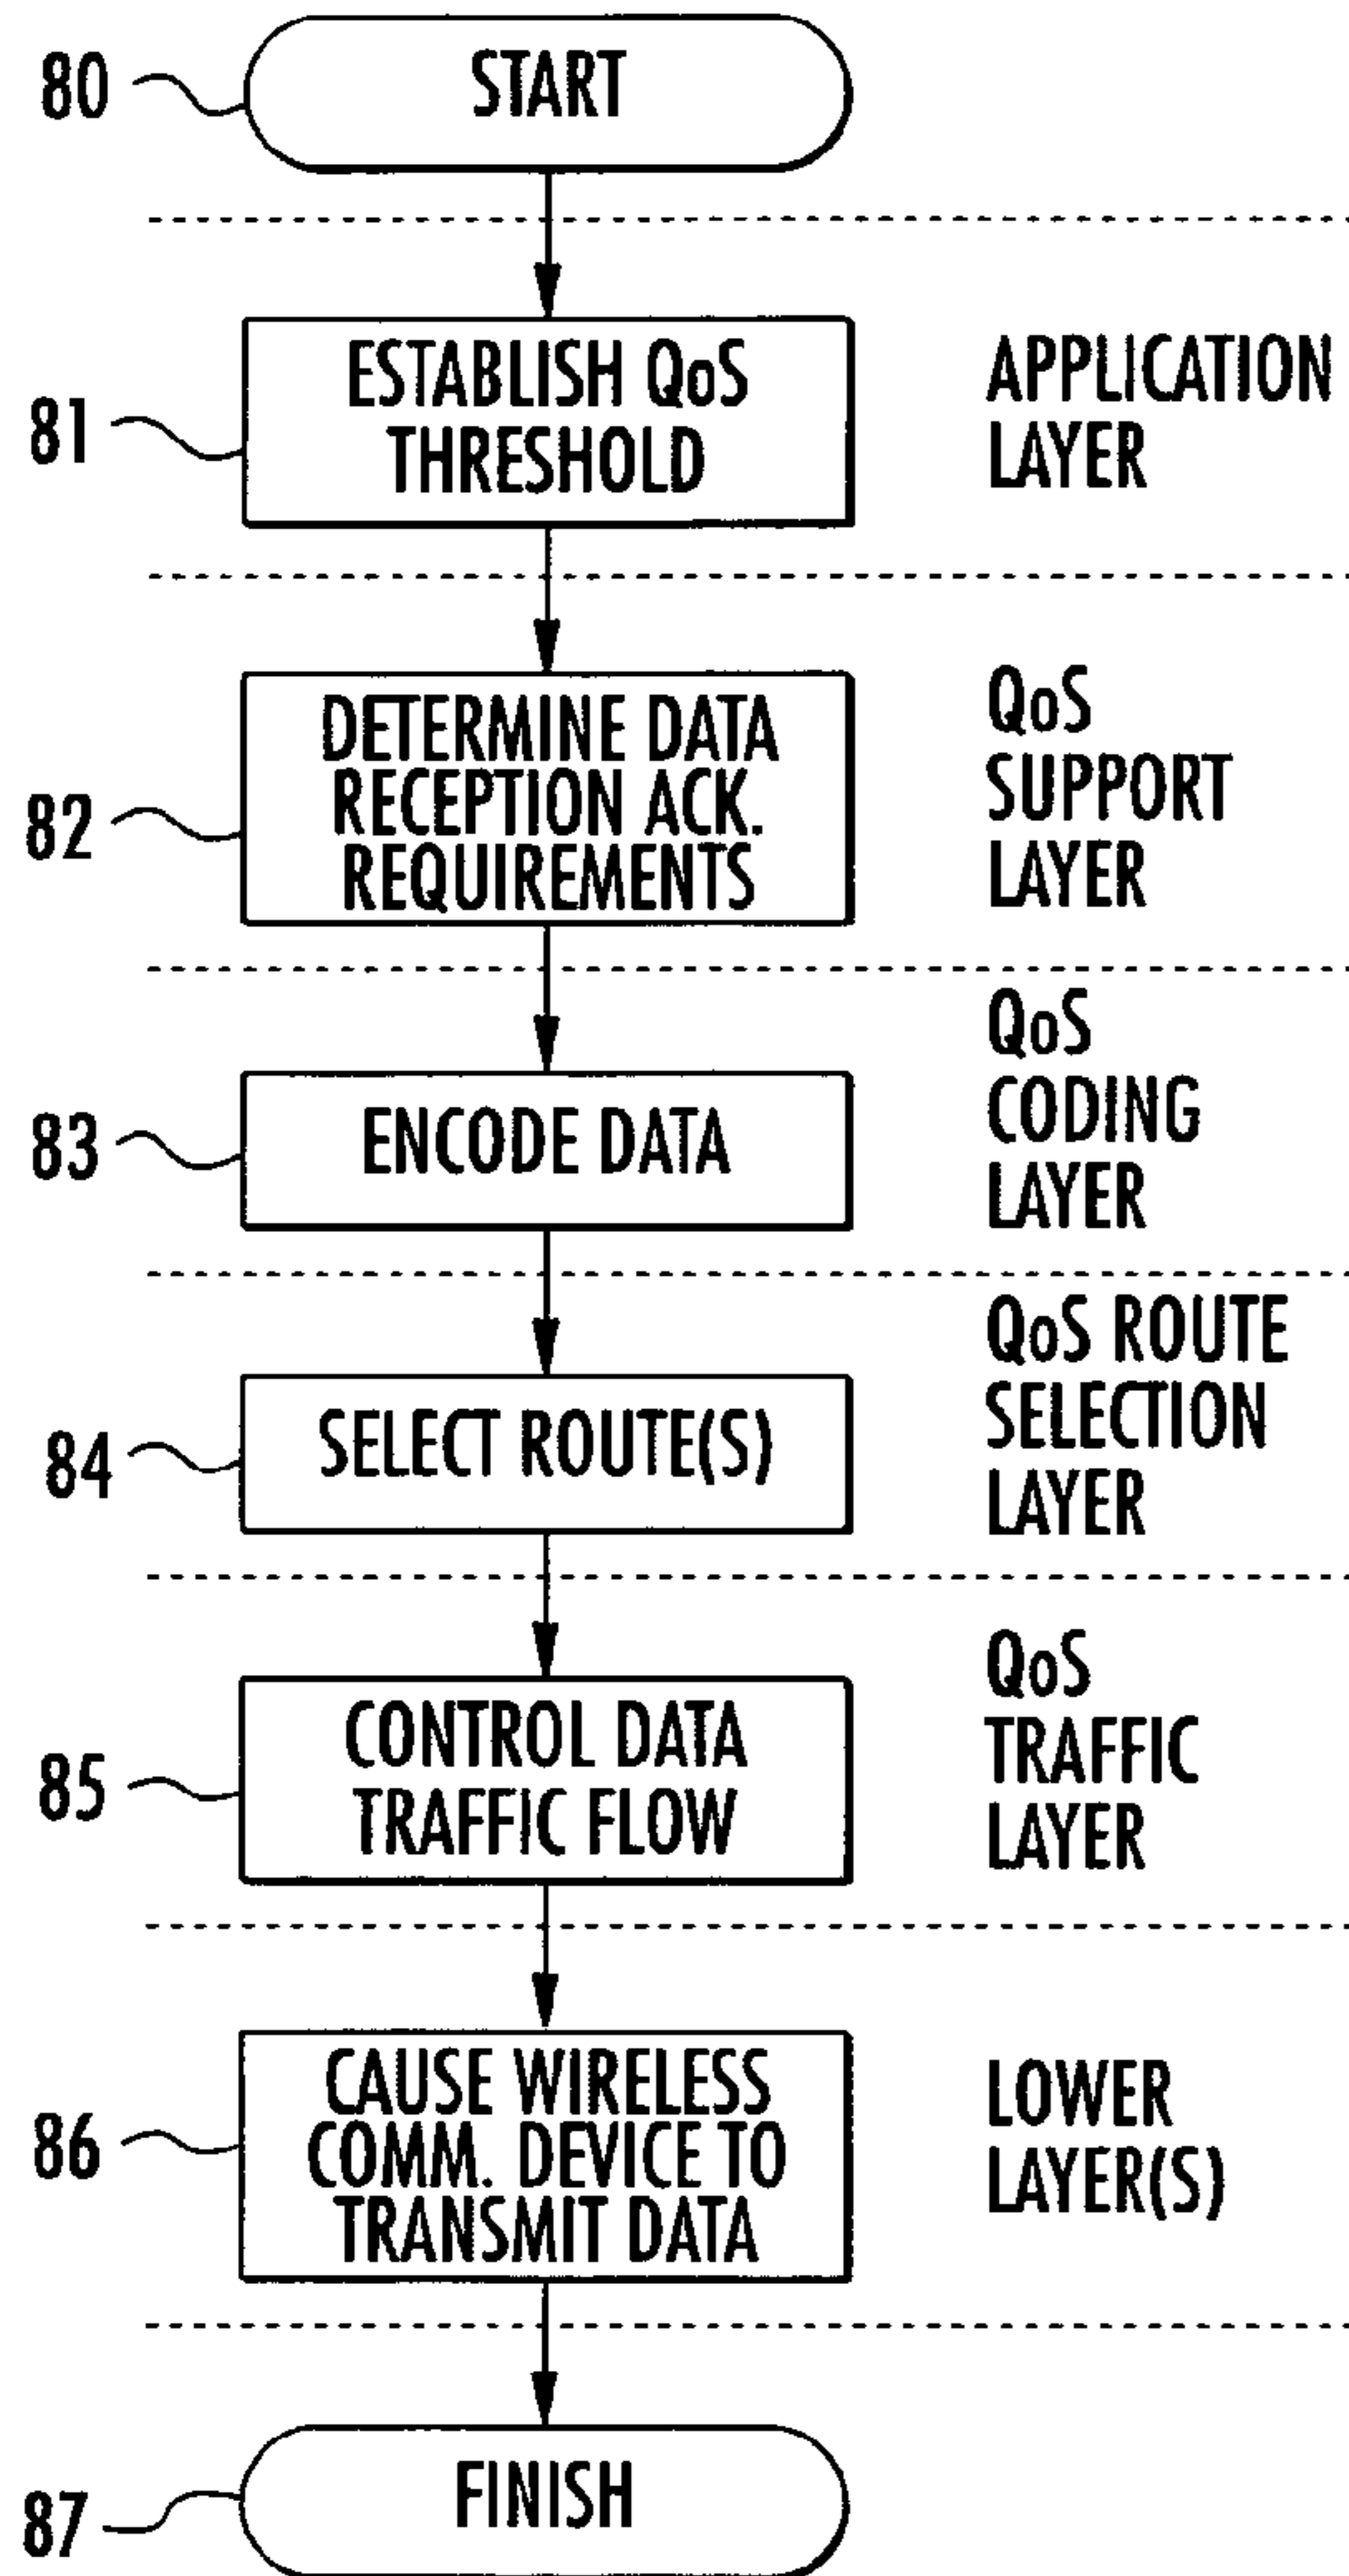 80
START
81
ESTABLISH QoS
THRESHOLD
APPLICATION
LAYER
82
DETERMINE DATA
RECEPTION ACK.
REQUIREMENTS
QoS
SUPPORT
LAYER
83
ENCODE DATA
QoS
CODING
LAYER
84
SELECT ROUTE(S)
QoS ROUTE
SELECTION
LAYER
85
CONTROL DATA
TRAFFIC FLOW
QoS
TRAFFIC
LAYER
86
CAUSE WIRELESS
COMM. DEVICE TO
TRANSMIT DATA
LOWER
LAYER(S)
87
FINISH